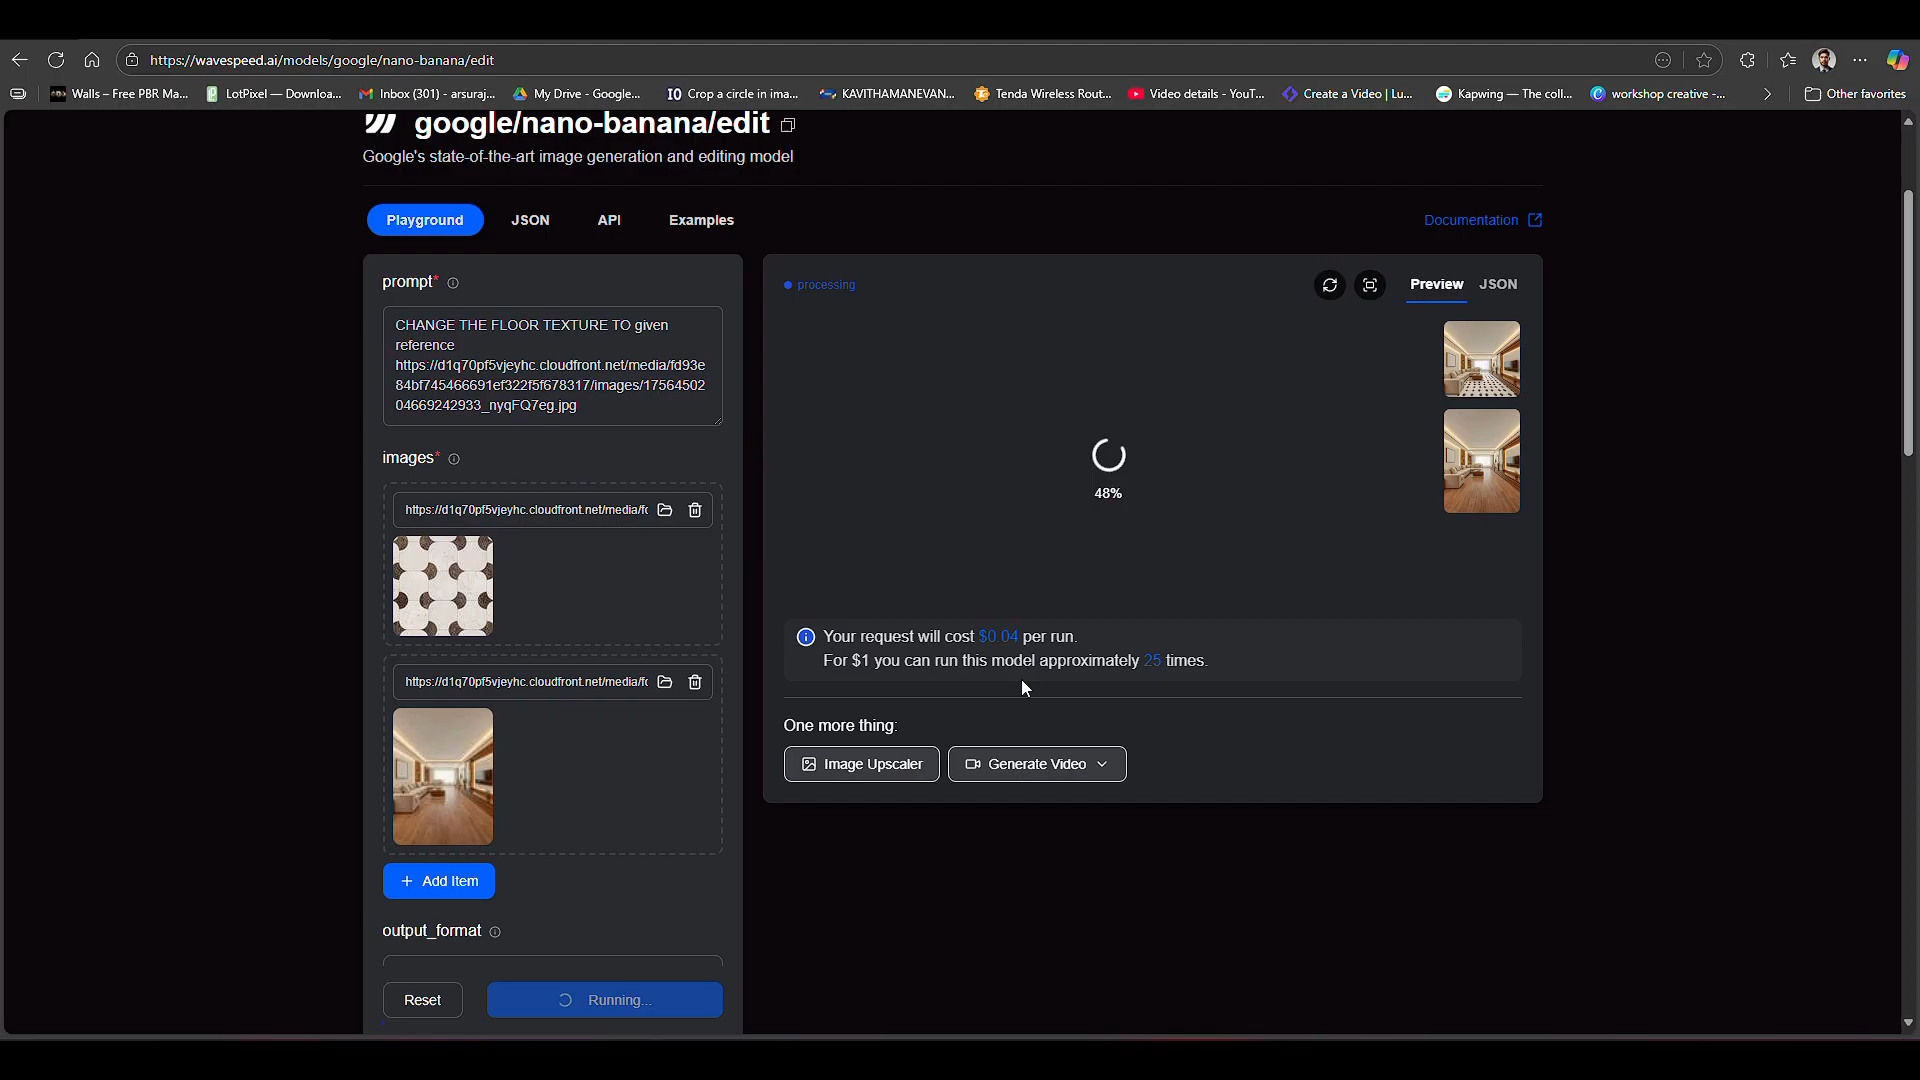 https://wavespeed.ai/models/google/nano-banana/edit
Walls – Free PBR Ma...
LotPixel — Downloa...
Inbox (301) - arsuraj...
My Drive - Google...
Crop a circle in ima...
KAVITHAMANEVAN...
Tenda Wireless Rout...
Video details - YouT...
Create a Video | Lu...
Kapwing — The coll...
workshop creative -...
Other favorites
google/nano-banana/edit
Google's state-of-the-art image generation and editing model
Playground
JSON
API
Examples
Documentation
prompt*
CHANGE THE FLOOR TEXTURE TO given
reference
https://d1q70pf5vjeyhc.cloudfront.net/media/fd93e
84bf745466691ef322f5f678317/images/17564502
04669242933_nyqFQ7eg.jpg
images*
https://d1q70pf5vjeyhc.cloudfront.net/media/f
https://d1q70pf5vjeyhc.cloudfront.net/media/f
+ Add Item
output_format
Reset
Running...
processing
Preview
JSON
48%
Your request will cost $0.04 per run.
For $1 you can run this model approximately 25 times.
One more thing:
Image Upscaler
Generate Video